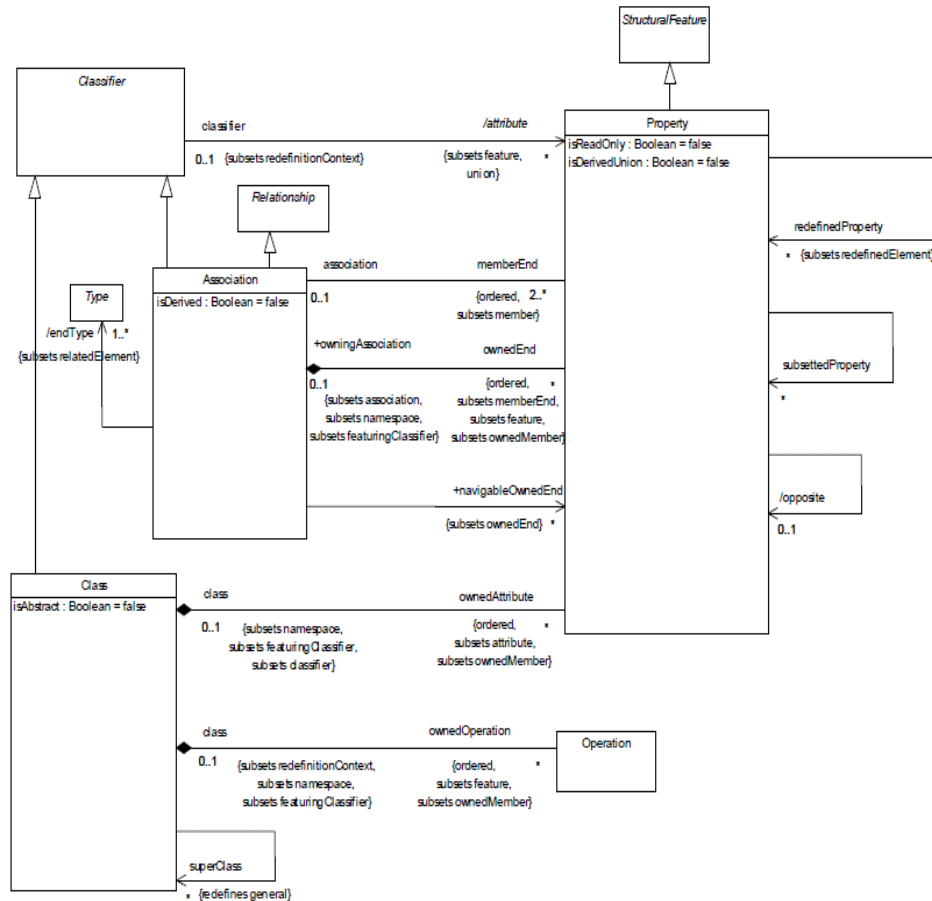 StructuralFeature
Classifier
classifier
/attribute
0..1
{subsets redefinitionContext}
{subsets feature,
union}
*
Property
isReadOnly : Boolean = false
isDerivedUnion : Boolean = false
Relationship
redefinedProperty
*
{subsets redefinedElement}
Association
isDerived : Boolean = false
association
memberEnd
0..1
{ordered,
subsets member}
2..*
Type
/endType
1..*
{subsets relatedElement}
+owningAssociation
ownedEnd
0..1
{subsets association,
subsets namespace,
subsets featuringClassifier}
{ordered,
subsets memberEnd,
subsets feature,
subsets ownedMember}
*
subsettedProperty
*
+navigableOwnedEnd
{subsets ownedEnd}
*
/opposite
0..1
Class
isAbstract : Boolean = false
class
ownedAttribute
0..1
{subsets namespace,
subsets featuringClassifier,
subsets classifier}
{ordered,
subsets attribute,
subsets ownedMember}
*
class
ownedOperation
0..1
{subsets redefinitionContext,
subsets namespace,
subsets featuringClassifier}
{ordered,
subsets feature,
subsets ownedMember}
*
Operation
superClass
*
{redefines general}